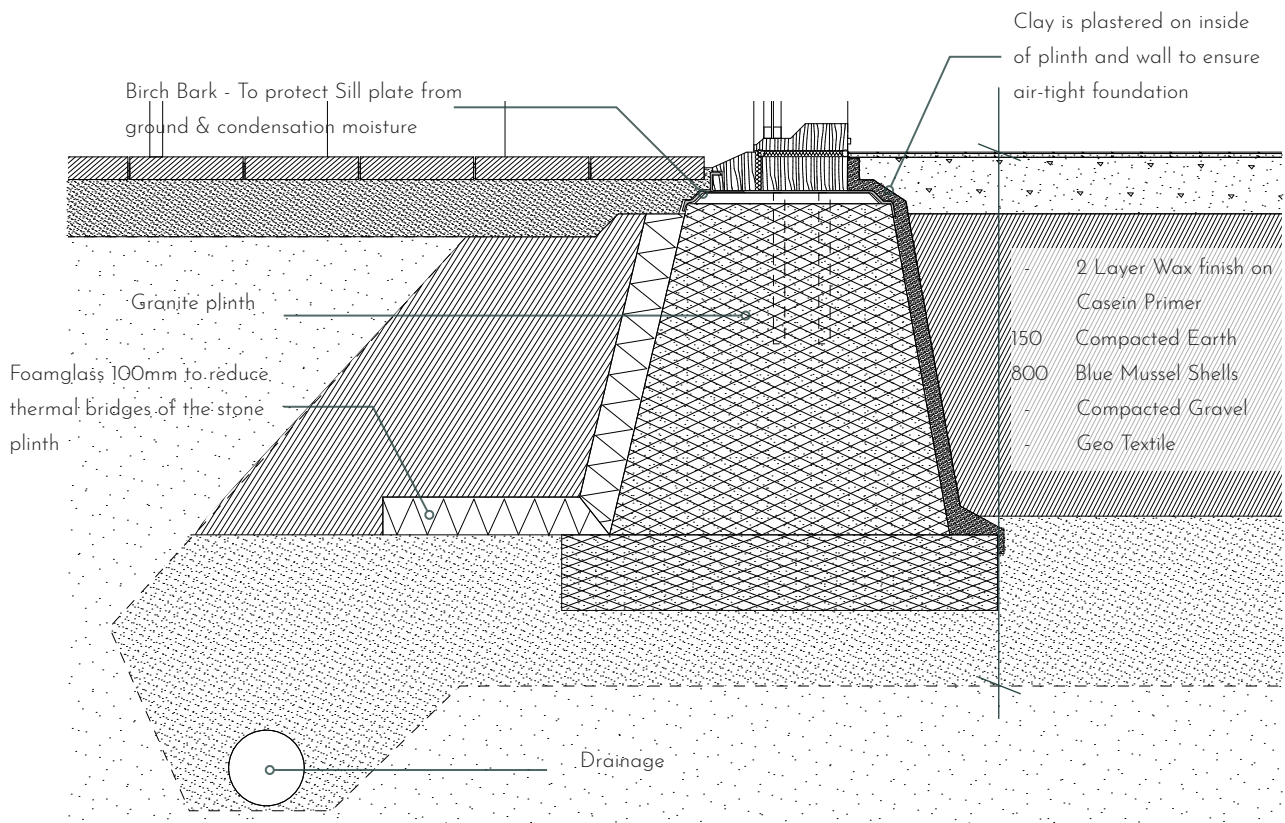 Clay is plastered on inside
of plinth and wall to ensure
air-tight foundation
Birch Bark - To protect Sill plate from
ground & condensation moisture
Granite plinth
Foamglass 100mm to reduce
thermal bridges of the stone
plinth
- 2 Layer Wax finish on
Casein Primer
150 Compacted Earth
800 Blue Mussel Shells
- Compacted Gravel
- Geo Textile
Drainage